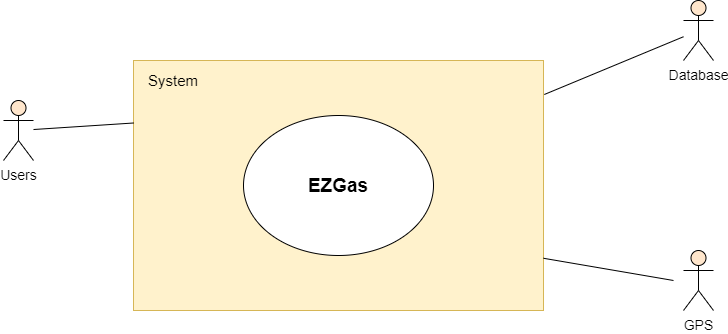 Database
System
Users
EZGas
GPS